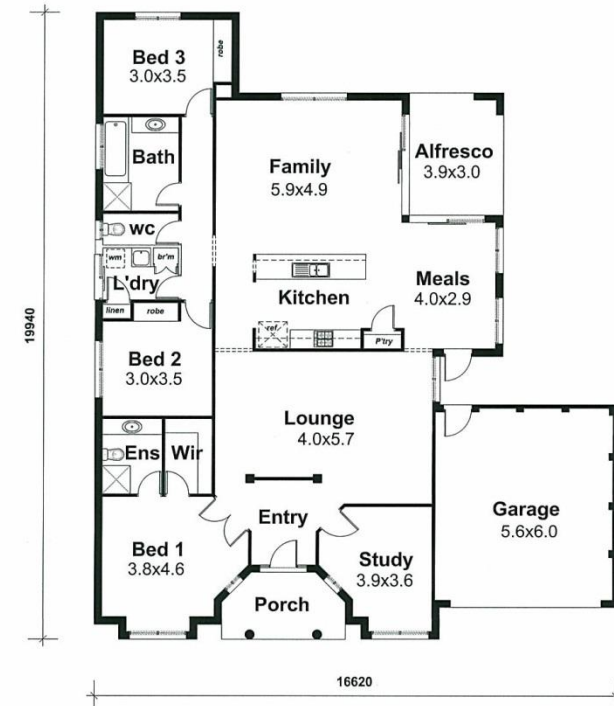 Bed 3
3.0x3.5
robe
Bath
Family
5.9x4.9
Alfresco
3.9x3.0
wc
wm
br'm
L'dry
Meals
4.0x2.9
Kitchen
linen
robe
ref
P'try
19940
Bed 2
3.0x3.5
Lounge
4.0x5.7
Ens
Wir
Entry
Garage
5.6x6.0
Bed 1
3.8x4.6
Study
3.9x3.6
Porch
16620